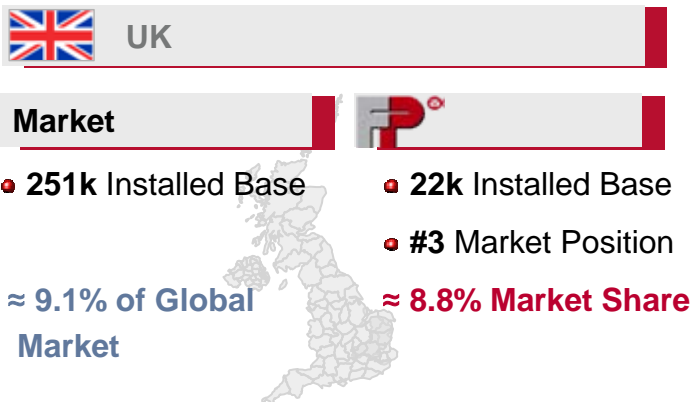 UK
Market
FP
251k Installed Base
22k Installed Base
#3 Market Position
≈ 9.1% of Global
Market
≈ 8.8% Market Share